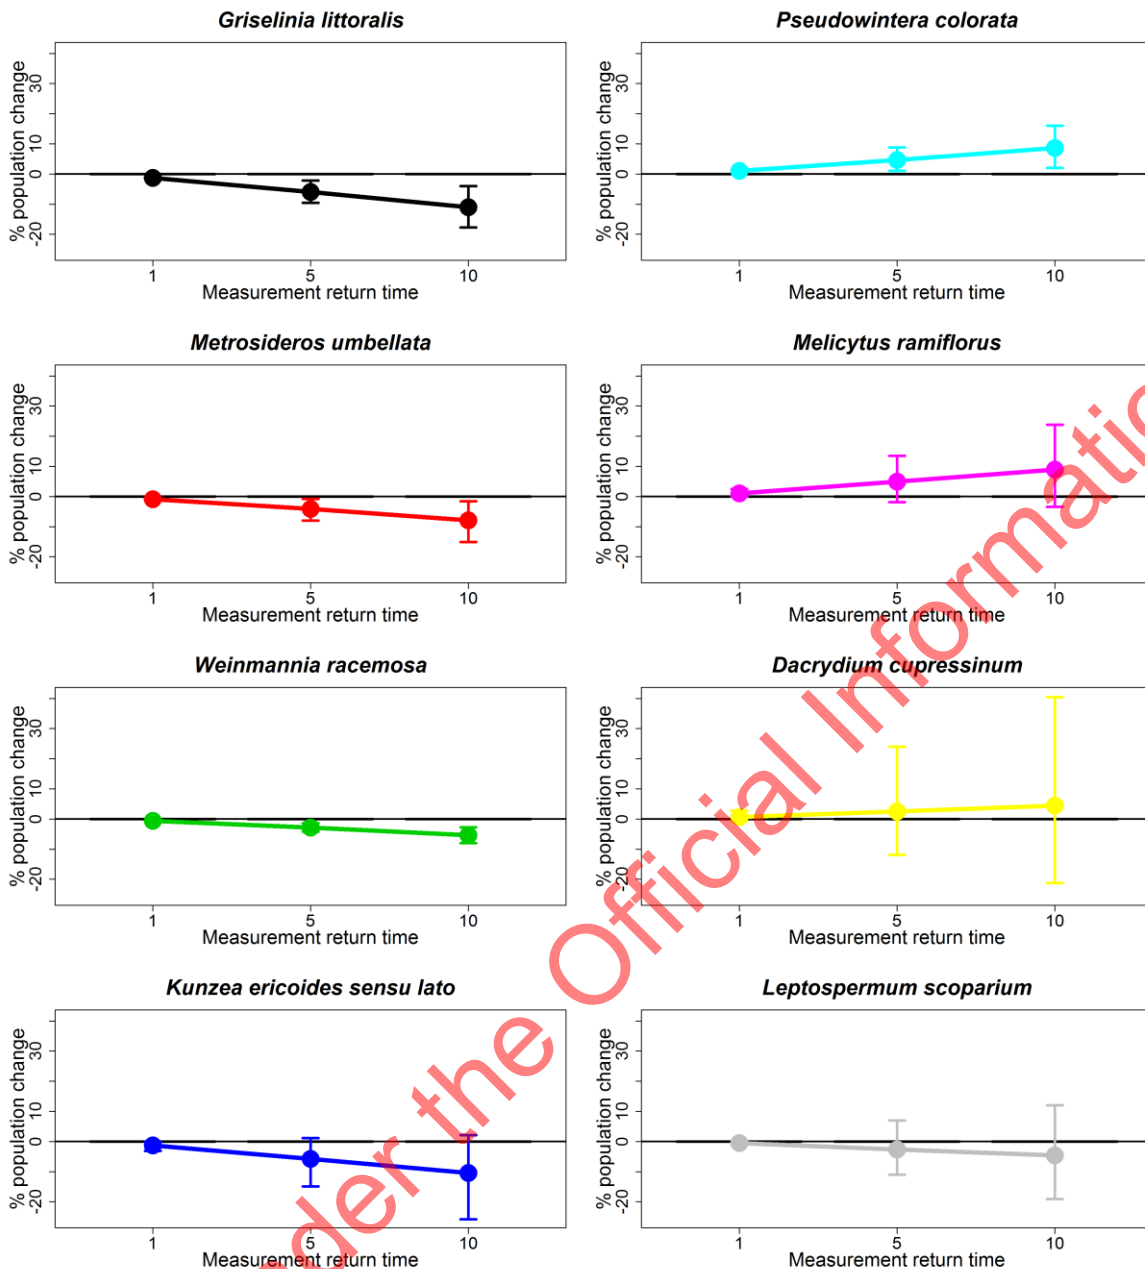 Griselinia littoralis
% population change
30
10
0
-20
1 5 10
Measurement return time
Pseudowintera colorata
% population change
30
10
0
-20
1 5 10
Measurement return time
Metrosideros umbellata
% population change
30
10
0
-20
1 5 10
Measurement return time
Melicytus ramiflorus
% population change
30
10
0
-20
1 5 10
Measurement return time
Weinmannia racemosa
% population change
30
10
0
-20
1 5 10
Measurement return time
Dacrydium cupressinum
% population change
30
10
0
-20
1 5 10
Measurement return time
Kunzea ericoides sensu lato
% population change
30
10
0
-20
1 5 10
Measurement return time
Leptospermum scoparium
% population change
30
10
0
-20
1 5 10
Measurement return time
the Official